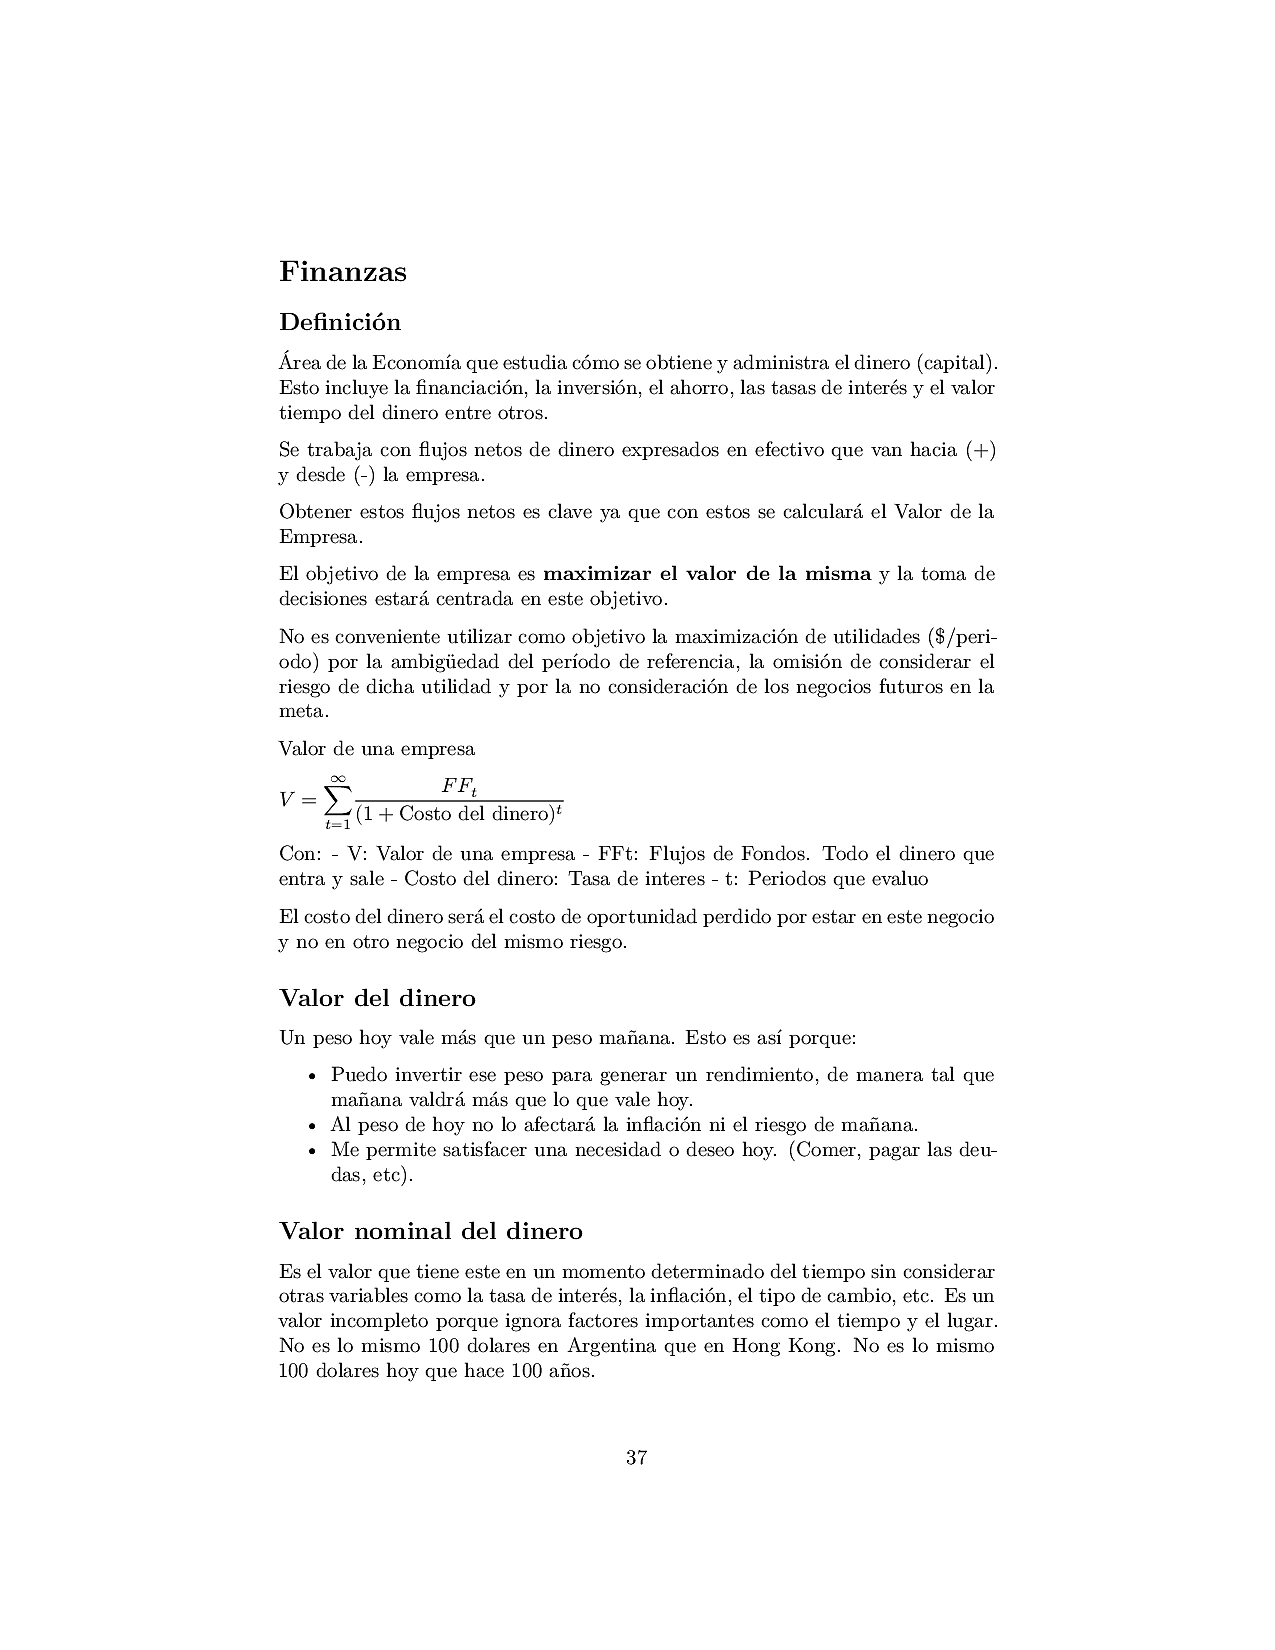 Finanzas
Definición
Área de la Economía que estudia cómo se obtiene y administra el dinero (capital).
Esto incluye la financiación, la inversión, el ahorro, las tasas de interés y el valor
tiempo del dinero entre otros.
Se trabaja con flujos netos de dinero expresados en efectivo que van hacia (+)
y desde (-) la empresa.
Obtener estos flujos netos es clave ya que con estos se calculará el Valor de la
Empresa.
El objetivo de la empresa es maximizar el valor de la misma y la toma de
decisiones estará centrada en este objetivo.
No es conveniente utilizar como objetivo la maximización de utilidades ($/peri-
odo) por la ambigüedad del período de referencia, la omisión de considerar el
riesgo de dicha utilidad y por la no consideración de los negocios futuros en la
meta.
Valor de una empresa
$V = \sum_{t=1}^{\infty} \frac{FF_t}{(1 + \text{Costo del dinero})^t}$
Con: - V: Valor de una empresa - FFt: Flujos de Fondos. Todo el dinero que
entra y sale - Costo del dinero: Tasa de interes - t: Periodos que evaluo
El costo del dinero será el costo de oportunidad perdido por estar en este negocio
y no en otro negocio del mismo riesgo.
Valor del dinero
Un peso hoy vale más que un peso mañana. Esto es así porque:
• Puedo invertir ese peso para generar un rendimiento, de manera tal que
mañana valdrá más que lo que vale hoy.
• Al peso de hoy no lo afectará la inflación ni el riesgo de mañana.
• Me permite satisfacer una necesidad o deseo hoy. (Comer, pagar las deu-
das, etc).
Valor nominal del dinero
Es el valor que tiene este en un momento determinado del tiempo sin considerar
otras variables como la tasa de interés, la inflación, el tipo de cambio, etc. Es un
valor incompleto porque ignora factores importantes como el tiempo y el lugar.
No es lo mismo 100 dolares en Argentina que en Hong Kong. No es lo mismo
100 dolares hoy que hace 100 años.
37